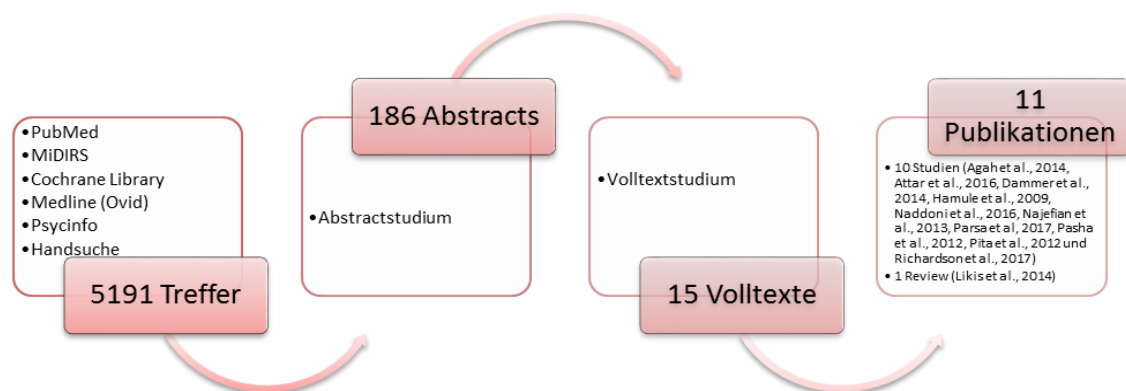 •PubMed
•MiDIRS
•Cochrane Library
•Medline (Ovid)
•Psycinfo
•Handsuche
5191 Treffer
186 Abstracts
•Abstractstudium
•Volltextstudium
15 Volltexte
11
Publikationen
•10 Studien (Agah et al., 2014,
Attar et al., 2016, Dammer et al.,
2014, Hamule et al., 2009,
Naddoni et al., 2016, Najefian
et al., 2013, Parsa et al, 2017, Pasha
et al., 2012, Pita et al., 2012 und
Richardson et al., 2017)
•1 Review (Likis et al., 2014)